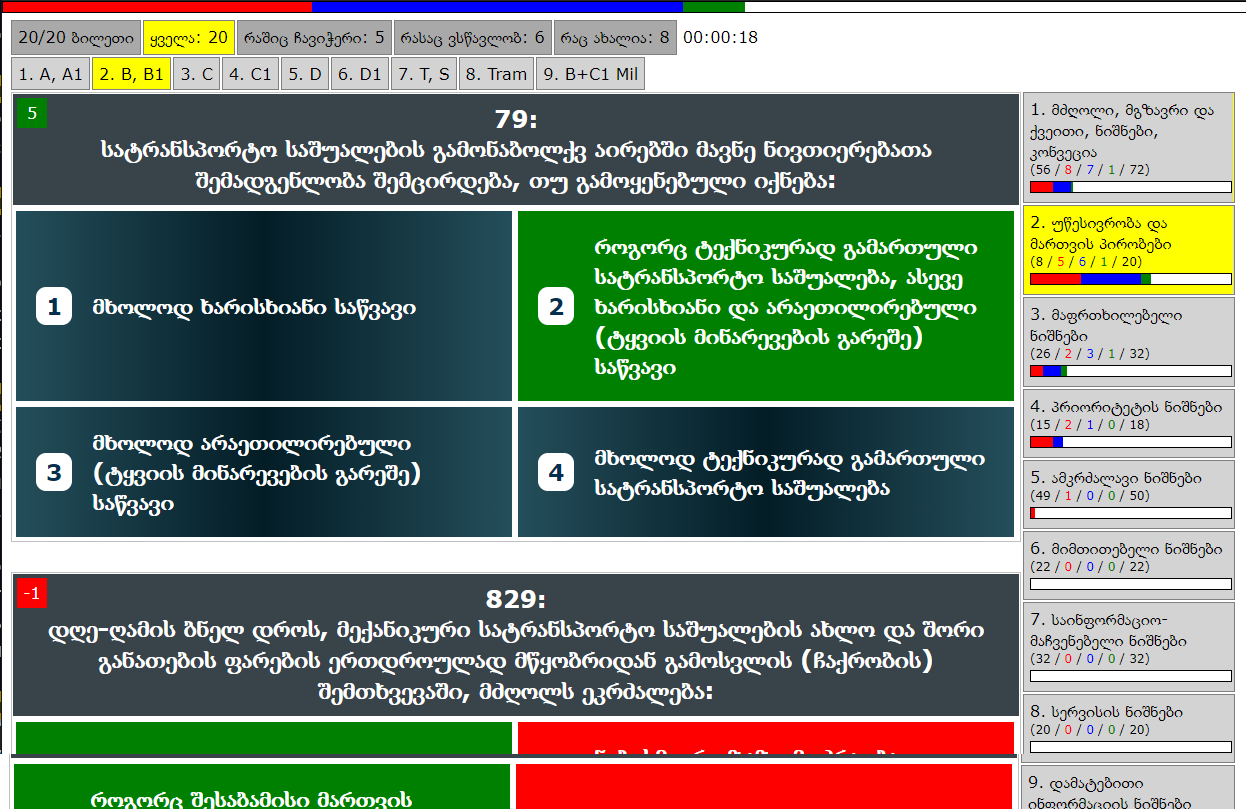 20/20 ბილეთი
ყველა: 20
რაშიც ჩავიჭერი: 5
რასაც ვსწავლობ: 6
რაც ახალია: 8
00:00:18
1. A, A1
2. B, B1
3. C
4. C1
5. D
6. D1
7. T, S
8. Tram
9. B+C1 Mil
5
79:
სატრანსპორტო საშუალების გამონაბოლქვ აირებში მავნე ნივთიერებათა
შემადგენლობა შემცირდება, თუ გამოყენებული იქნება:
1
მხოლოდ ხარისხიანი საწვავი
2
როგორც ტექნიკურად გამართული
სატრანსპორტო საშუალება, ასევე
ხარისხიანი და არაეთილირებული
(ტყვიის მინარევების გარეშე)
საწვავი
3
მხოლოდ არაეთილირებული
(ტყვიის მინარევების გარეშე)
საწვავი
4
მხოლოდ ტექნიკურად გამართული
სატრანსპორტო საშუალება
-1
829:
დღე-ღამის ბნელ დროს, მექანიკური სატრანსპორტო საშუალების ახლო და შორი
განათების ფარების ერთდროულად მწყობრიდან გამოსვლის (ჩაქრობის)
შემთხვევაში, მძღოლს ეკრძალება:
როგორც შესაბამისი მართვის
1. მძღოლი, მგზავრი და
ქვეითი, ნიშნები,
კონვეცია
(56 / 8 / 7 / 1 / 72)
2. უწესივრობა და
მართვის პირობები
(8 / 5 / 6 / 1 / 20)
3. მაფრთხილებელი
ნიშნები
(26 / 2 / 3 / 1 / 32)
4. პრიორიტეტის ნიშნები
(15 / 2 / 1 / 0 / 18)
5. ამკრძალავი ნიშნები
(49 / 1 / 0 / 0 / 50)
6. მიმთითებელი ნიშნები
(22 / 0 / 0 / 0 / 22)
7. საინფორმაციო-
მაჩვენებელი ნიშნები
(32 / 0 / 0 / 0 / 32)
8. სერვისის ნიშნები
(20 / 0 / 0 / 0 / 20)
9. დამატებითი
ინფორმაციის ნიშნები